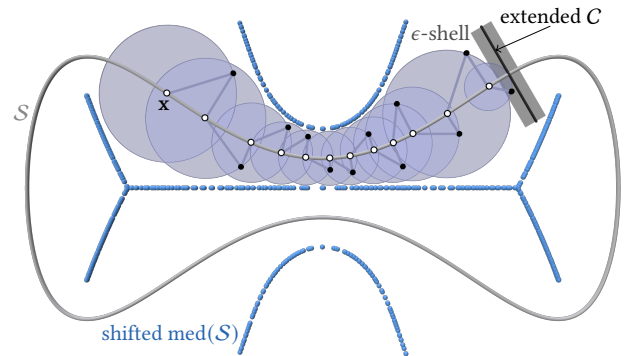 extended 𝒞
ϵ-shell
𝒮
x
shifted med(𝒮)